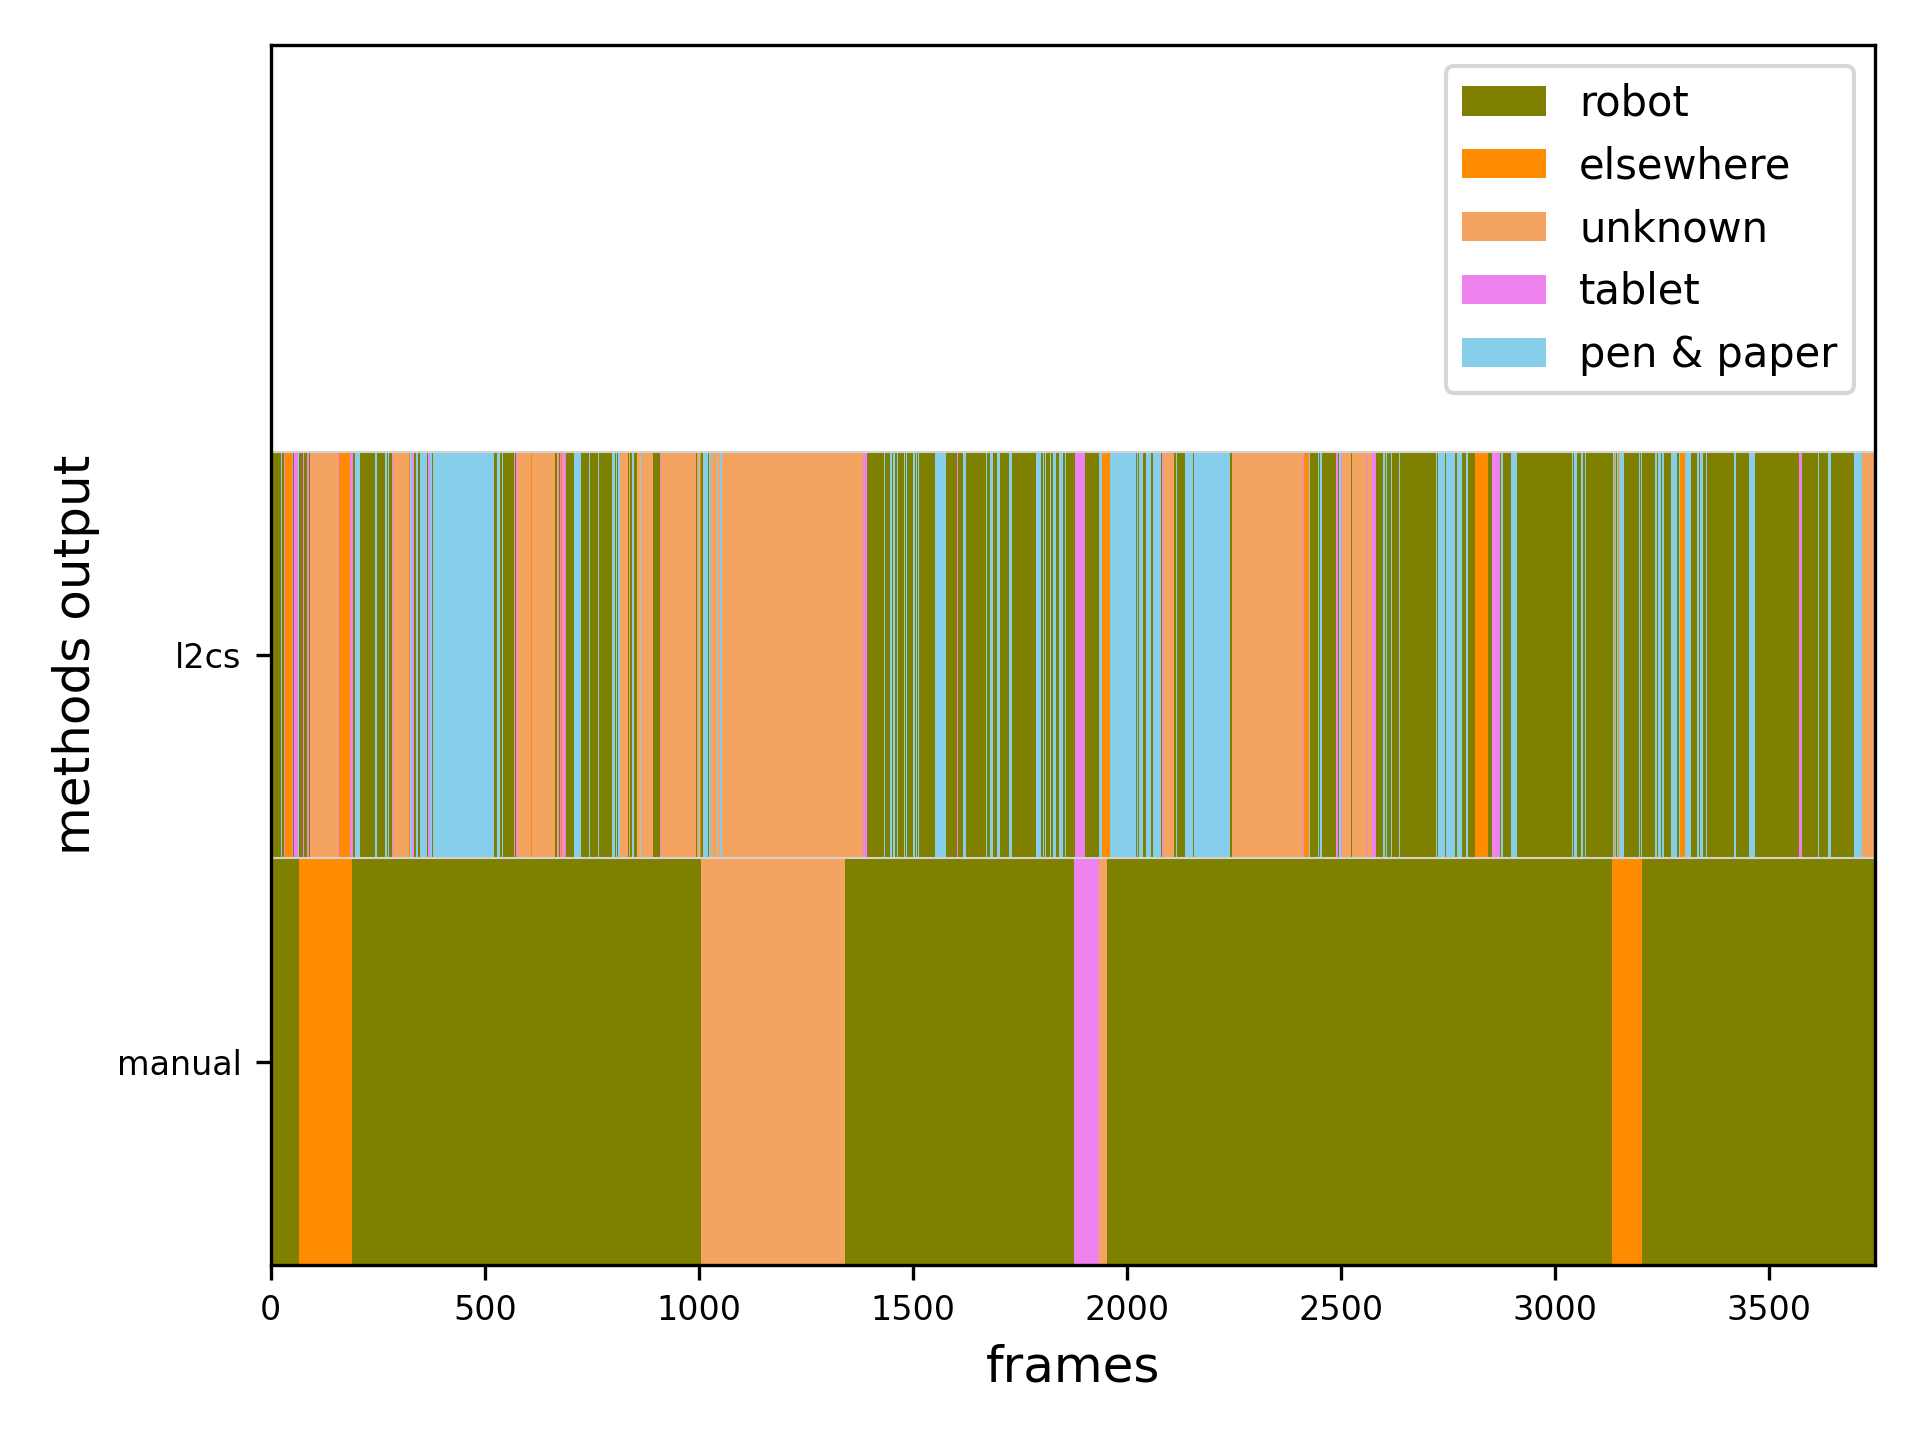 robot
elsewhere
unknown
tablet
pen & paper
methods output
l2cs
manual
0 500 1000 1500 2000 2500 3000 3500
frames